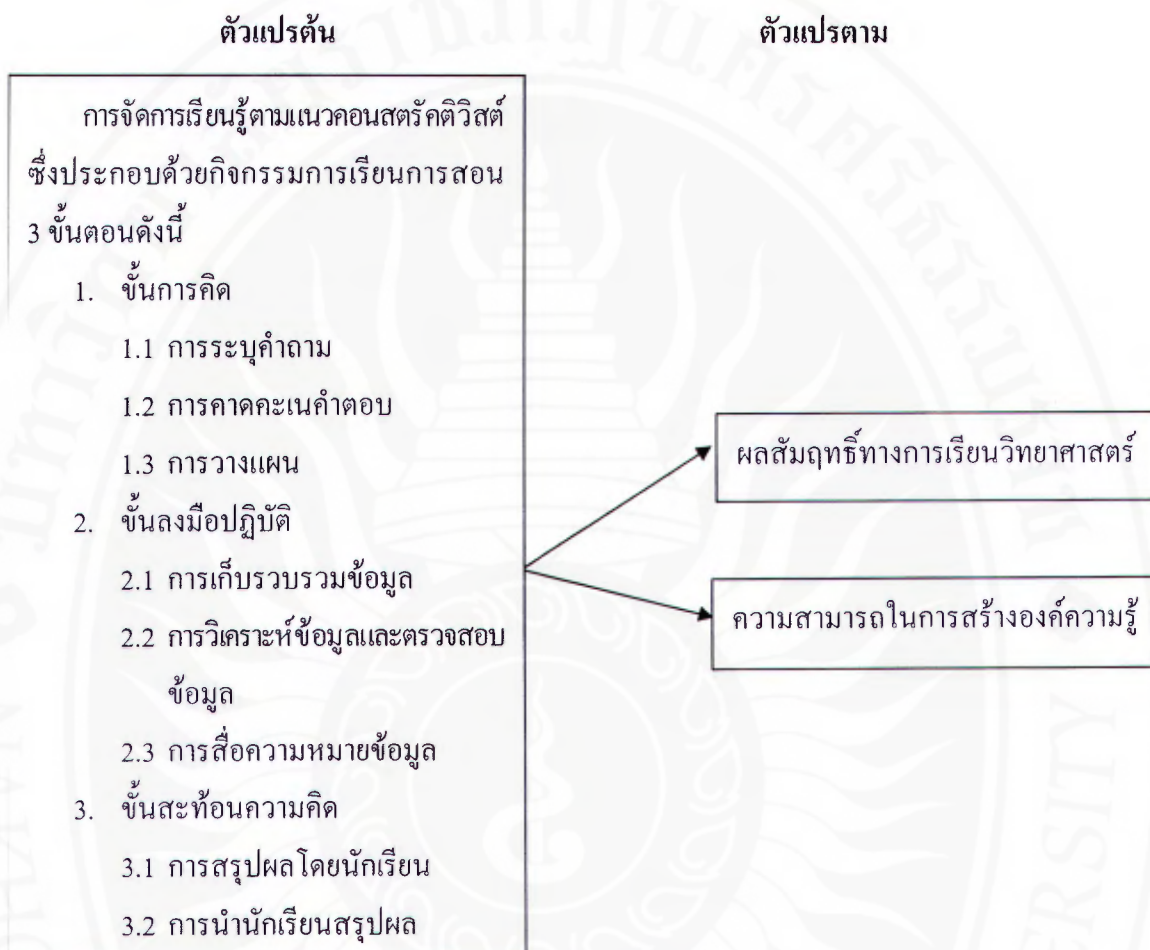 ตัวแปรต้น
ตัวแปรตาม
การจัดการเรียนรู้ตามแนวคอนสตรัคติวิสต์
ซึ่งประกอบด้วยกิจกรรมการเรียนการสอน
3 ขั้นตอนดังนี้
1. ขั้นการคิด
1.1 การระบุคำถาม
1.2 การคาดคะเนคำตอบ
1.3 การวางแผน
2. ขั้นลงมือปฏิบัติ
2.1 การเก็บรวบรวมข้อมูล
2.2 การวิเคราะห์ข้อมูลและตรวจสอบ
ข้อมูล
2.3 การสื่อความหมายข้อมูล
3. ขั้นสะท้อนความคิด
3.1 การสรุปผลโดยนักเรียน
3.2 การนำนักเรียนสรุปผล
ผลสัมฤทธิ์ทางการเรียนวิทยาศาสตร์
ความสามารถในการสร้างองค์ความรู้